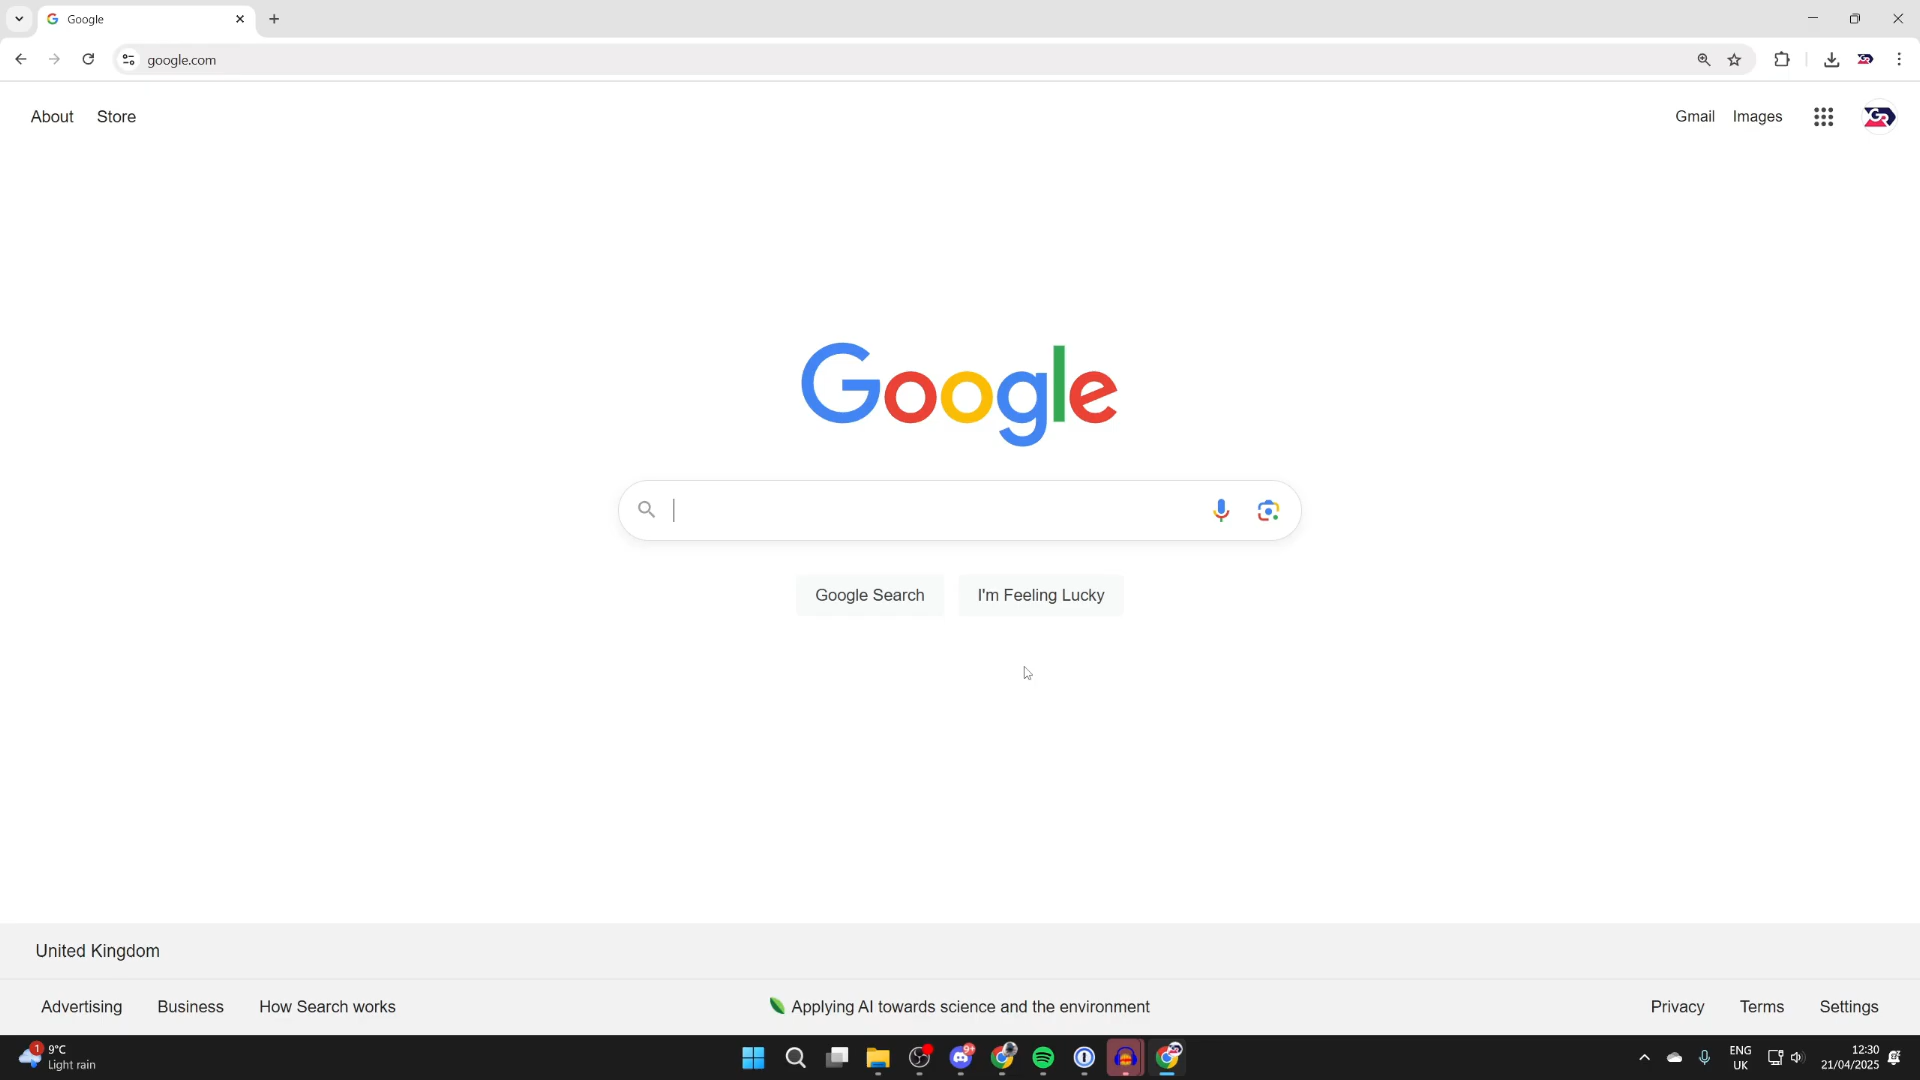 Google
google.com
About Store
Gmail Images
Google
Google Search I'm Feeling Lucky
United Kingdom
Advertising Business How Search works
Applying AI towards science and the environment
Privacy Terms Settings
1 9°C
Light rain
9+
ENG
UK
12:30
21/04/2025